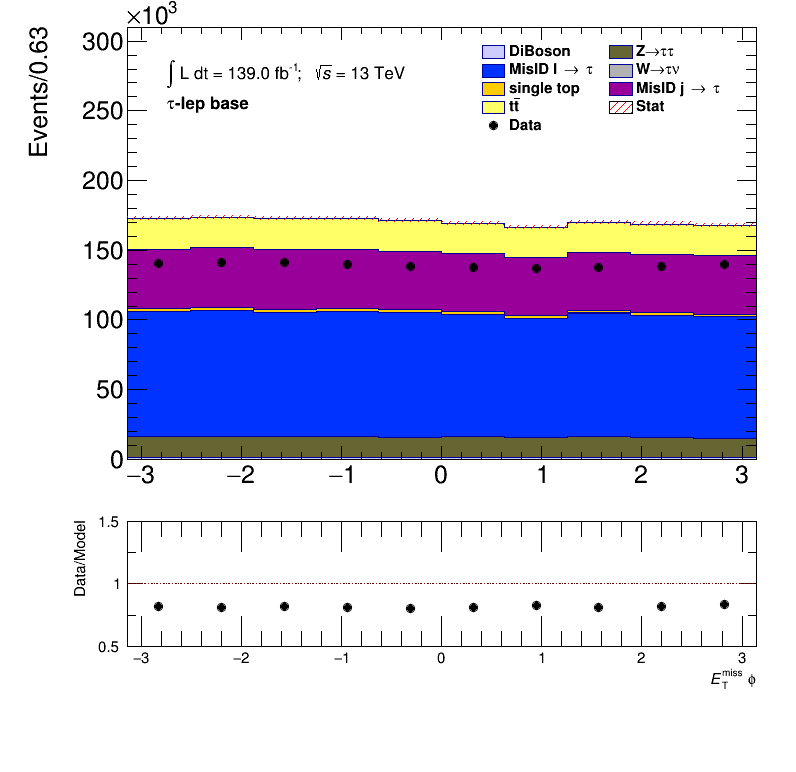 ×10³
Events/0.63
300
250
200
150
100
50
0
∫ L dt = 139.0 fb⁻¹; √s = 13 TeV
τ-lep base
DiBoson
Z→ττ
MisID l → τ
W→τν
single top
MisID j → τ
tt̄
Stat
Data
−3 −2 −1 0 1 2 3
Data/Model
1.5
1
0.5
−3 −2 −1 0 1 2 3
E_T^miss ϕ